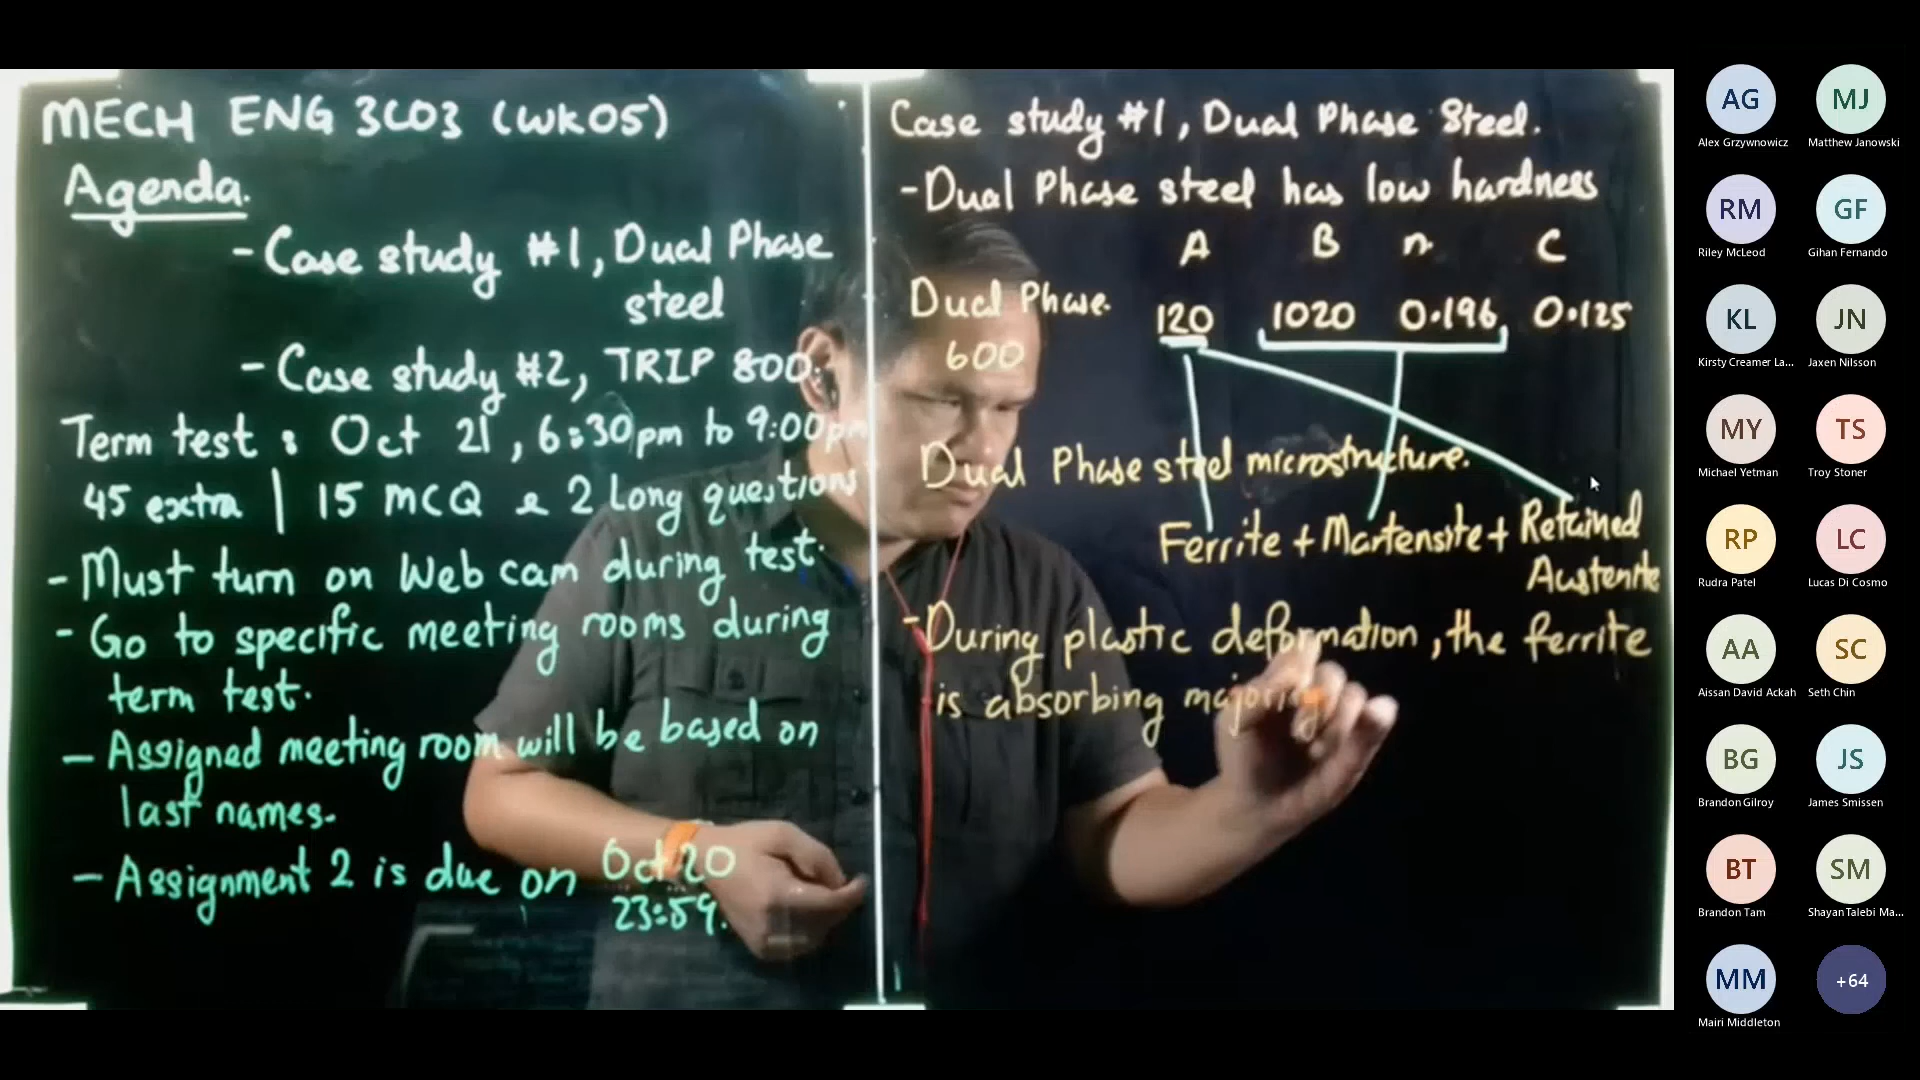 MECH ENG 3C03 (WK05)
Agenda.
- Case study #1, Dual Phase
steel
- Case study #2, TRIP 800.
Term test : Oct 21, 6:30pm to 9:00pm
45 extra | 15 MCQ & 2 Long questions
- Must turn on Web cam during test.
- Go to specific meeting rooms during
term test.
- Assigned meeting room will be based on
last names.
- Assignment 2 is due on Oct 20
23:59.
Case study #1, Dual Phase Steel.
- Dual Phase steel has low hardness
A B n C
Dual Phase 120 1020 0.196 0.125
600
Dual Phase steel microstructure.
Ferrite + Martensite + Retained
Austenite
- During plastic deformation, the ferrite
is absorbing majority
AG MJ
Alex Grzywnowicz Matthew Janowski
RM GF
Riley McLeod Gihan Fernando
KL JN
Kirsty Creamer La... Jaxen Nilsson
MY TS
Michael Yetman Troy Stoner
RP LC
Rudra Patel Lucas Di Cosmo
AA SC
Aissan David Ackah Seth Chin
BG JS
Brandon Gilroy James Smissen
BT SM
Brandon Tam Shayan Talebi Ma...
MM +64
Mairi Middleton